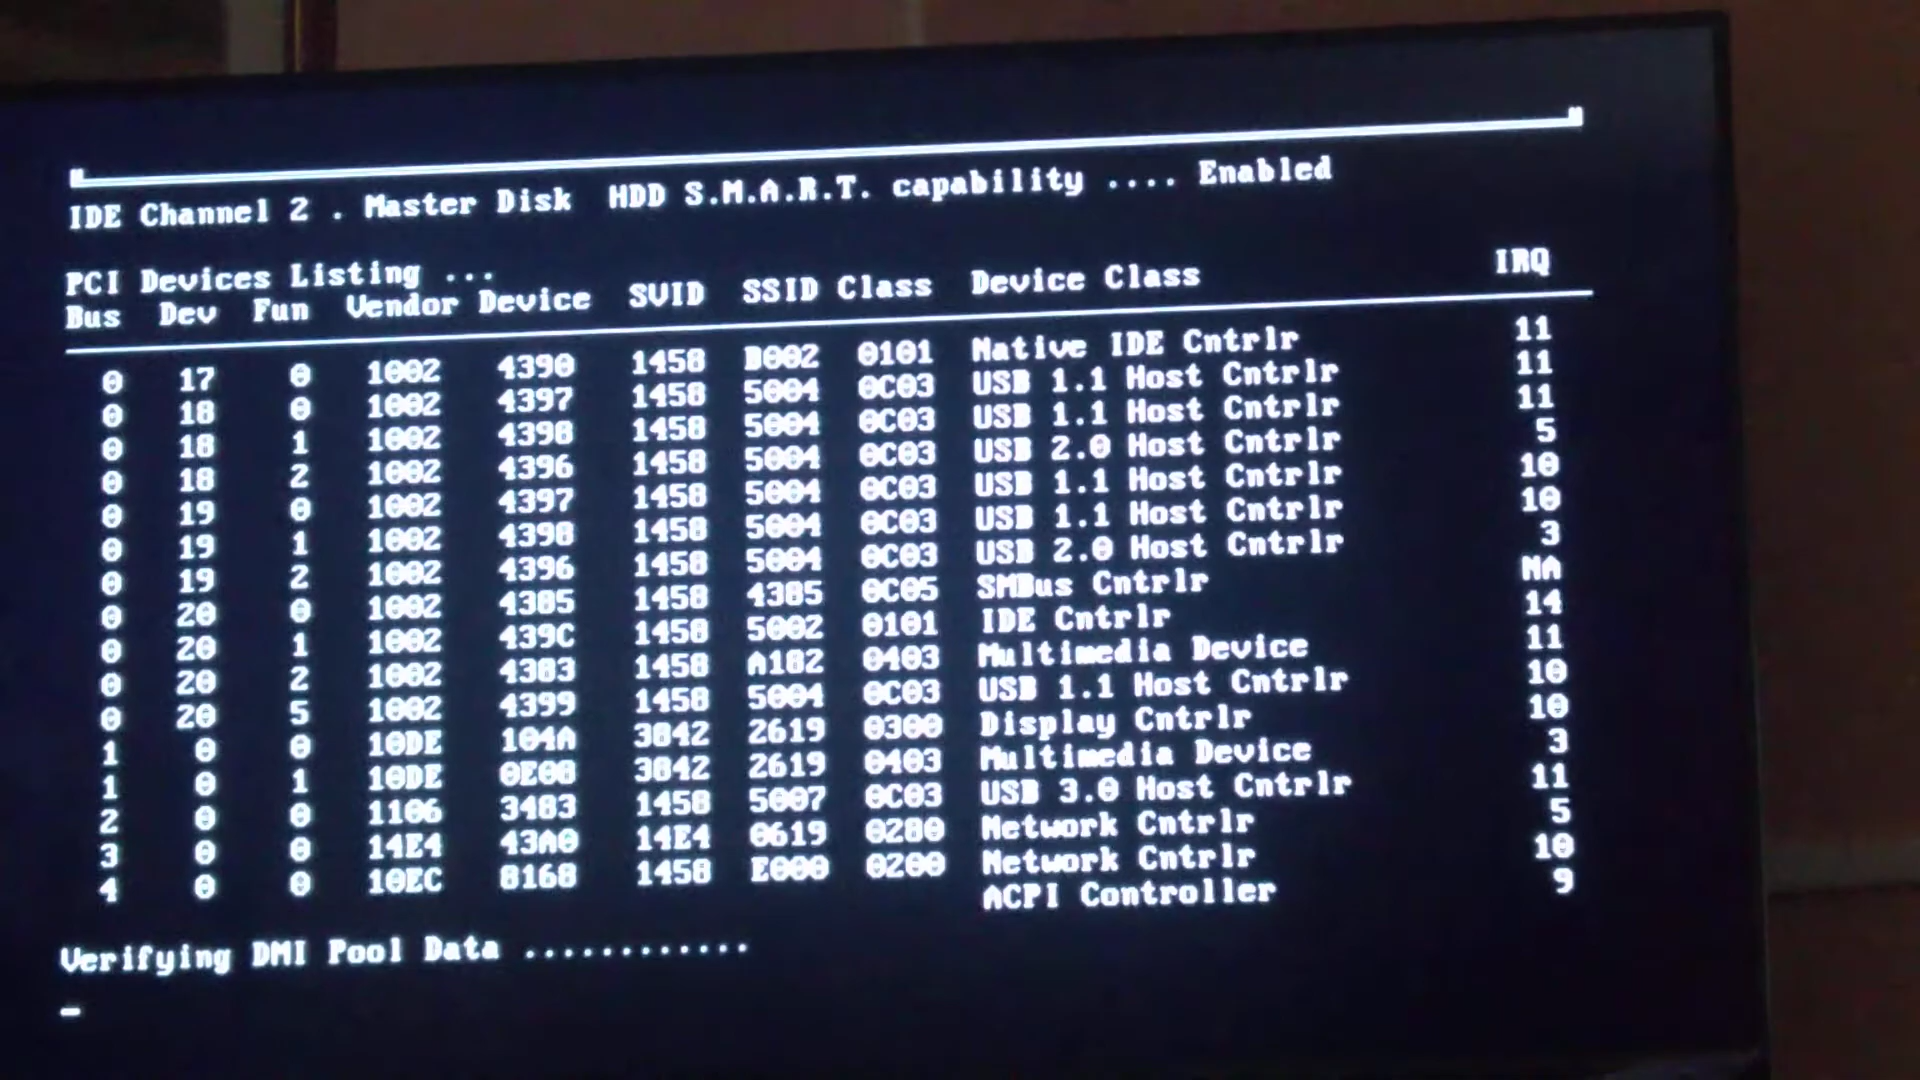 IDE Channel 2 . Master Disk HDD S.M.A.R.T. capability .... Enabled
PCI Devices Listing ...
Bus Dev Fun Vendor Device SVID SSID Class Device Class IRQ
0 17 0 1002 4390 1458 B002 0101 Native IDE Cntrlr 11
0 18 0 1002 4397 1458 5004 0C03 USB 1.1 Host Cntrlr 11
0 18 1 1002 4398 1458 5004 0C03 USB 1.1 Host Cntrlr 11
0 18 2 1002 4396 1458 5004 0C03 USB 2.0 Host Cntrlr 5
0 19 0 1002 4397 1458 5004 0C03 USB 1.1 Host Cntrlr 10
0 19 1 1002 4398 1458 5004 0C03 USB 1.1 Host Cntrlr 10
0 19 2 1002 4396 1458 5004 0C03 USB 2.0 Host Cntrlr 3
0 20 0 1002 4385 1458 4385 0C05 SMBus Cntrlr NA
0 20 1 1002 439C 1458 5002 0101 IDE Cntrlr 14
0 20 2 1002 4383 1458 A182 0403 Multimedia Device 11
0 20 5 1002 4399 1458 5004 0C03 USB 1.1 Host Cntrlr 10
1 0 0 10DE 104A 3842 2619 0300 Display Cntrlr 10
1 0 1 10DE 0E08 3842 2619 0403 Multimedia Device 3
2 0 0 1106 3483 1458 5007 0C03 USB 3.0 Host Cntrlr 11
3 0 0 14E4 43A0 14E4 0619 0280 Network Cntrlr 5
4 0 0 10EC 8168 1458 E000 0200 Network Cntrlr 10
ACPI Controller 9
Verifying DMI Pool Data ............
_